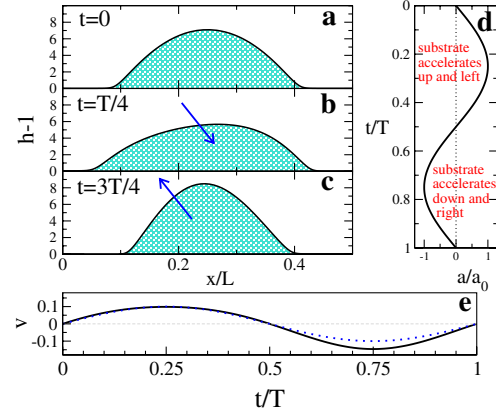 t=0
a
8
6
4
2
0
h-1
t=T/4
b
8
6
4
2
0
t=3T/4
c
8
6
4
2
0
0
0.2
0.4
x/L
d
0
0.2
0.4
0.6
0.8
1
t/T
substrate
accelerates
up and left
substrate
accelerates
down and
right
-1
0
1
a/a0
v
0.1
0
-0.1
e
0
0.25
0.5
0.75
1
t/T